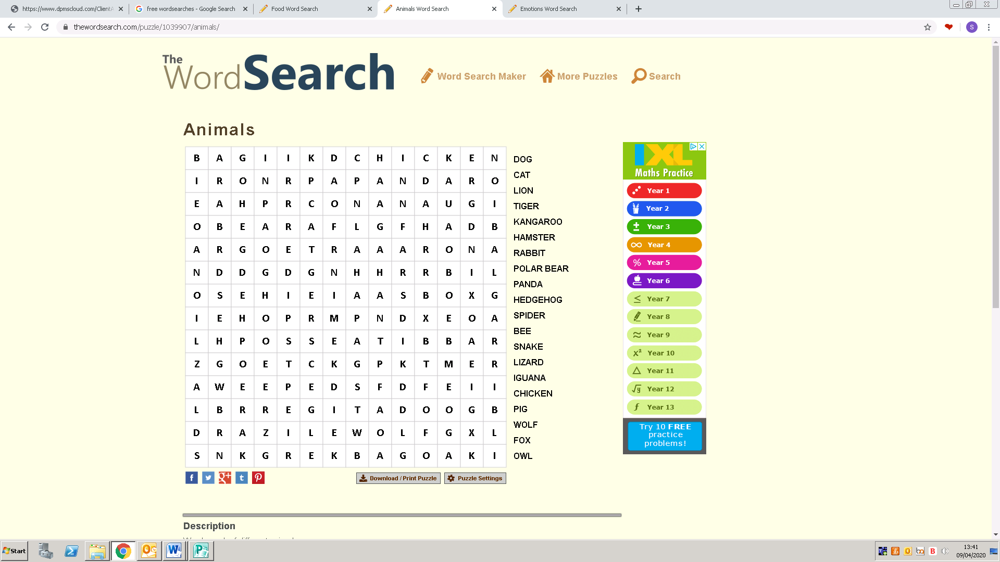 https://www.dpmscloud.com/ClientA
free wordsearches - Google Search
Food Word Search
Animals Word Search
Emotions Word Search
thewordsearch.com/puzzle/1039907/animals/
S
The
WordSearch
Word Search Maker
More Puzzles
Search
Animals
B A G I I K D C H I C K E N
I R O N R P A P A N D A R O
E A H P R C O N A N A U G I
O B E A R A F L G F H A D B
A R G O E T R A A A R O N A
N D D G D G N H H R R B I L
O S E H I E I A A S B O X G
I E H O P R M P N D X E O A
L H P O S S E A T I B B A R
Z G O E T C K G P K T M E R
A W E E P E D S F D F E I I
L B R R E G I T A D O O G B
D R A Z I L E W O L F G X L
S N K G R E K B A G O A K I
DOG
CAT
LION
TIGER
KANGAROO
HAMSTER
RABBIT
POLAR BEAR
PANDA
HEDGEHOG
SPIDER
BEE
SNAKE
LIZARD
IGUANA
CHICKEN
PIG
WOLF
FOX
OWL
IXL
Maths Practice
Year 1
Year 2
Year 3
Year 4
Year 5
Year 6
Year 7
Year 8
Year 9
Year 10
Year 11
Year 12
Year 13
Try 10 FREE
practice
problems!
Download / Print Puzzle
Puzzle Settings
Description
Start
13:41
09/04/2020